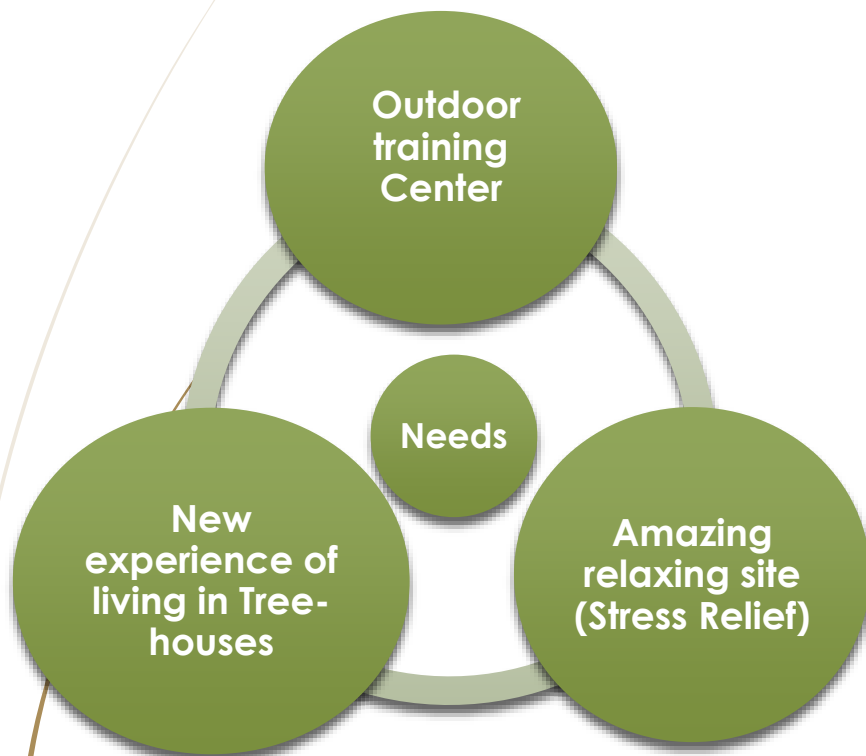 Outdoor
training
Center
Needs
New
experience of
living in Tree-
houses
Amazing
relaxing site
(Stress Relief)